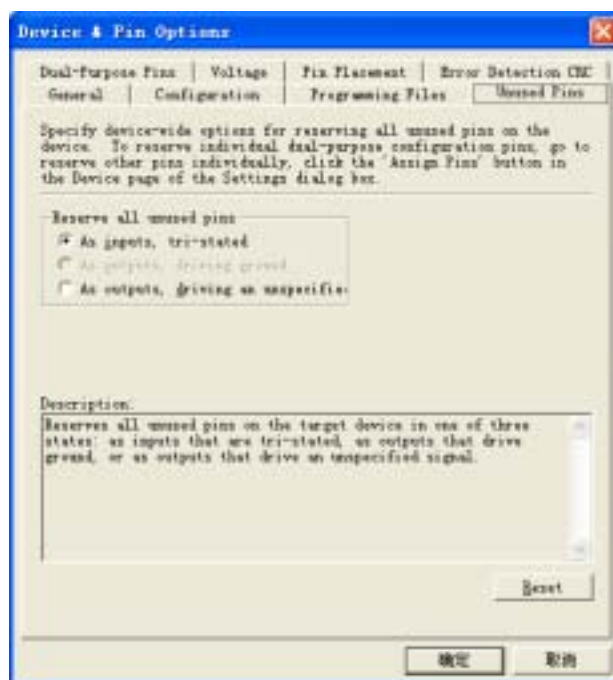 Device & Pin Options
Dual-Purpose Pins | Voltage | Pin Placement | Error Detection CRC
General | Configuration | Programming Files | Unused Pins
Specify device-wide options for reserving all unused pins on the
device. To reserve individual dual-purpose configuration pins, go to
reserve other pins individually, click the 'Assign Pins' button in
the Device page of the Settings dialog box.
Reserve all unused pins
As inputs, tri-stated
As outputs, driving ground
As outputs, driving an unspecifie
Description:
Reserves all unused pins on the target device in one of three
states: as inputs that are tri-stated, as outputs that drive
ground, or as outputs that drive an unspecified signal.
Reset
确定 取消